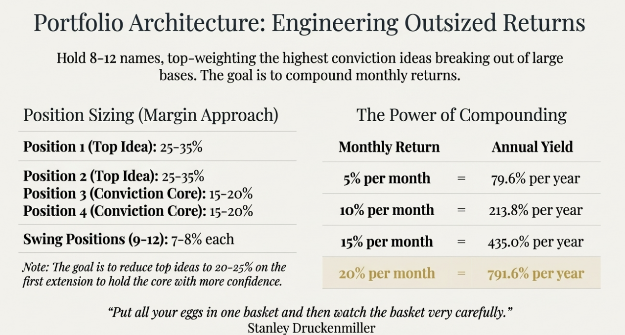 Portfolio Architecture: Engineering Outsized Returns
Hold 8-12 names, top-weighting the highest conviction ideas breaking out of large
bases. The goal is to compound monthly returns.
Position Sizing (Margin Approach)
Position 1 (Top Idea): 25-35%
Position 2 (Top Idea): 25-35%
Position 3 (Conviction Core): 15-20%
Position 4 (Conviction Core): 15-20%
Swing Positions (9-12): 7-8% each
Note: The goal is to reduce top ideas to 20-25% on the
first extension to hold the core with more confidence.
The Power of Compounding
Monthly Return Annual Yield
5% per month = 79.6% per year
10% per month = 213.8% per year
15% per month = 435.0% per year
20% per month = 791.6% per year
“Put all your eggs in one basket and then watch the basket very carefully.”
Stanley Druckenmiller